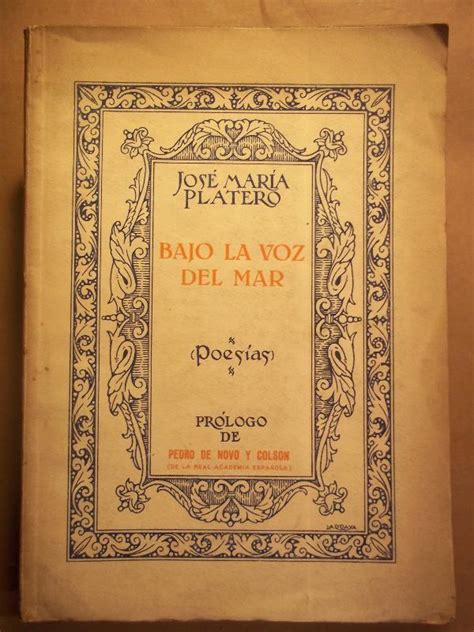 JOSÉ MARÍA
PLATERO
BAJO LA VOZ
DEL MAR
(Poesías)
PRÓLOGO
DE
PEDRO DE NOVO Y COLSON
(DE LA REAL ACADEMIA ESPAÑOLA)
LARRAYA